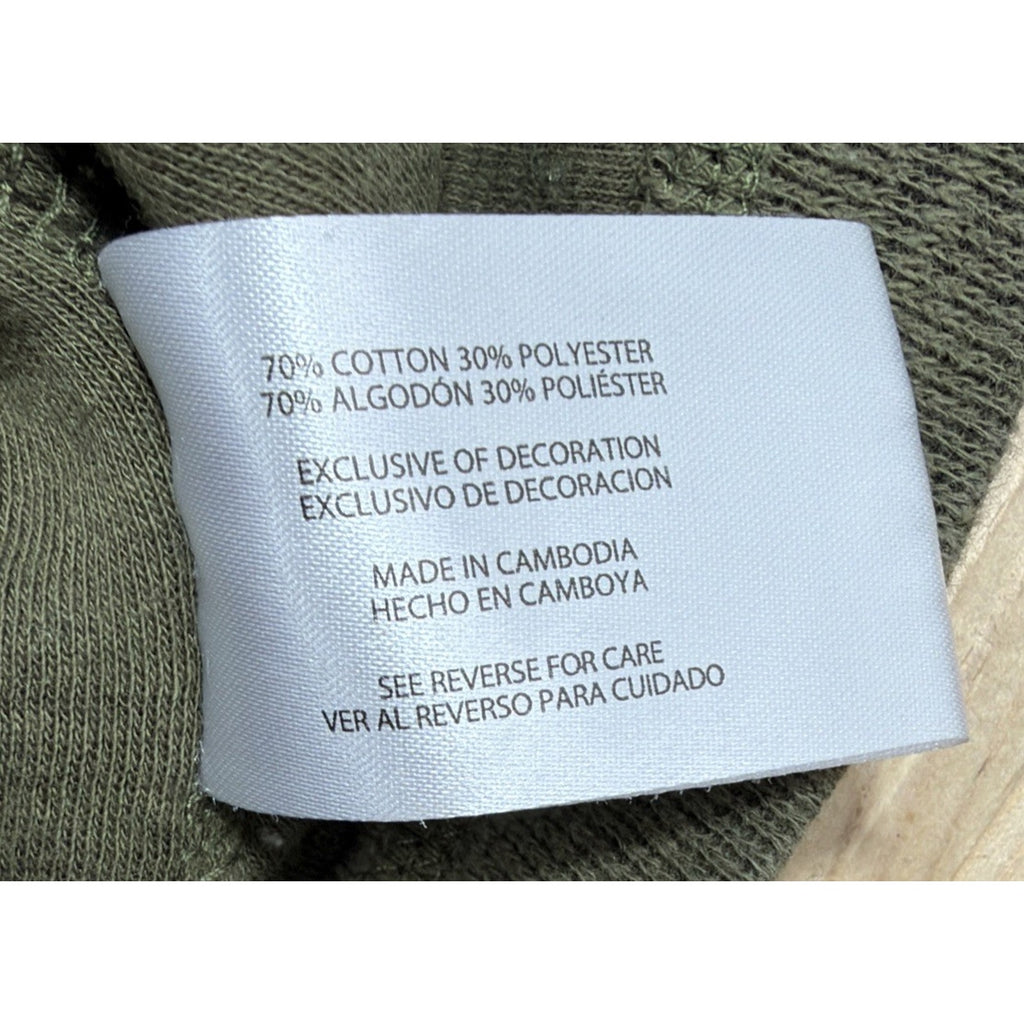 70% COTTON 30% POLYESTER
70% ALGODÓN 30% POLIÉSTER
EXCLUSIVE OF DECORATION
EXCLUSIVO DE DECORACION
MADE IN CAMBODIA
HECHO EN CAMBOYA
SEE REVERSE FOR CARE
VER AL REVERSO PARA CUIDADO